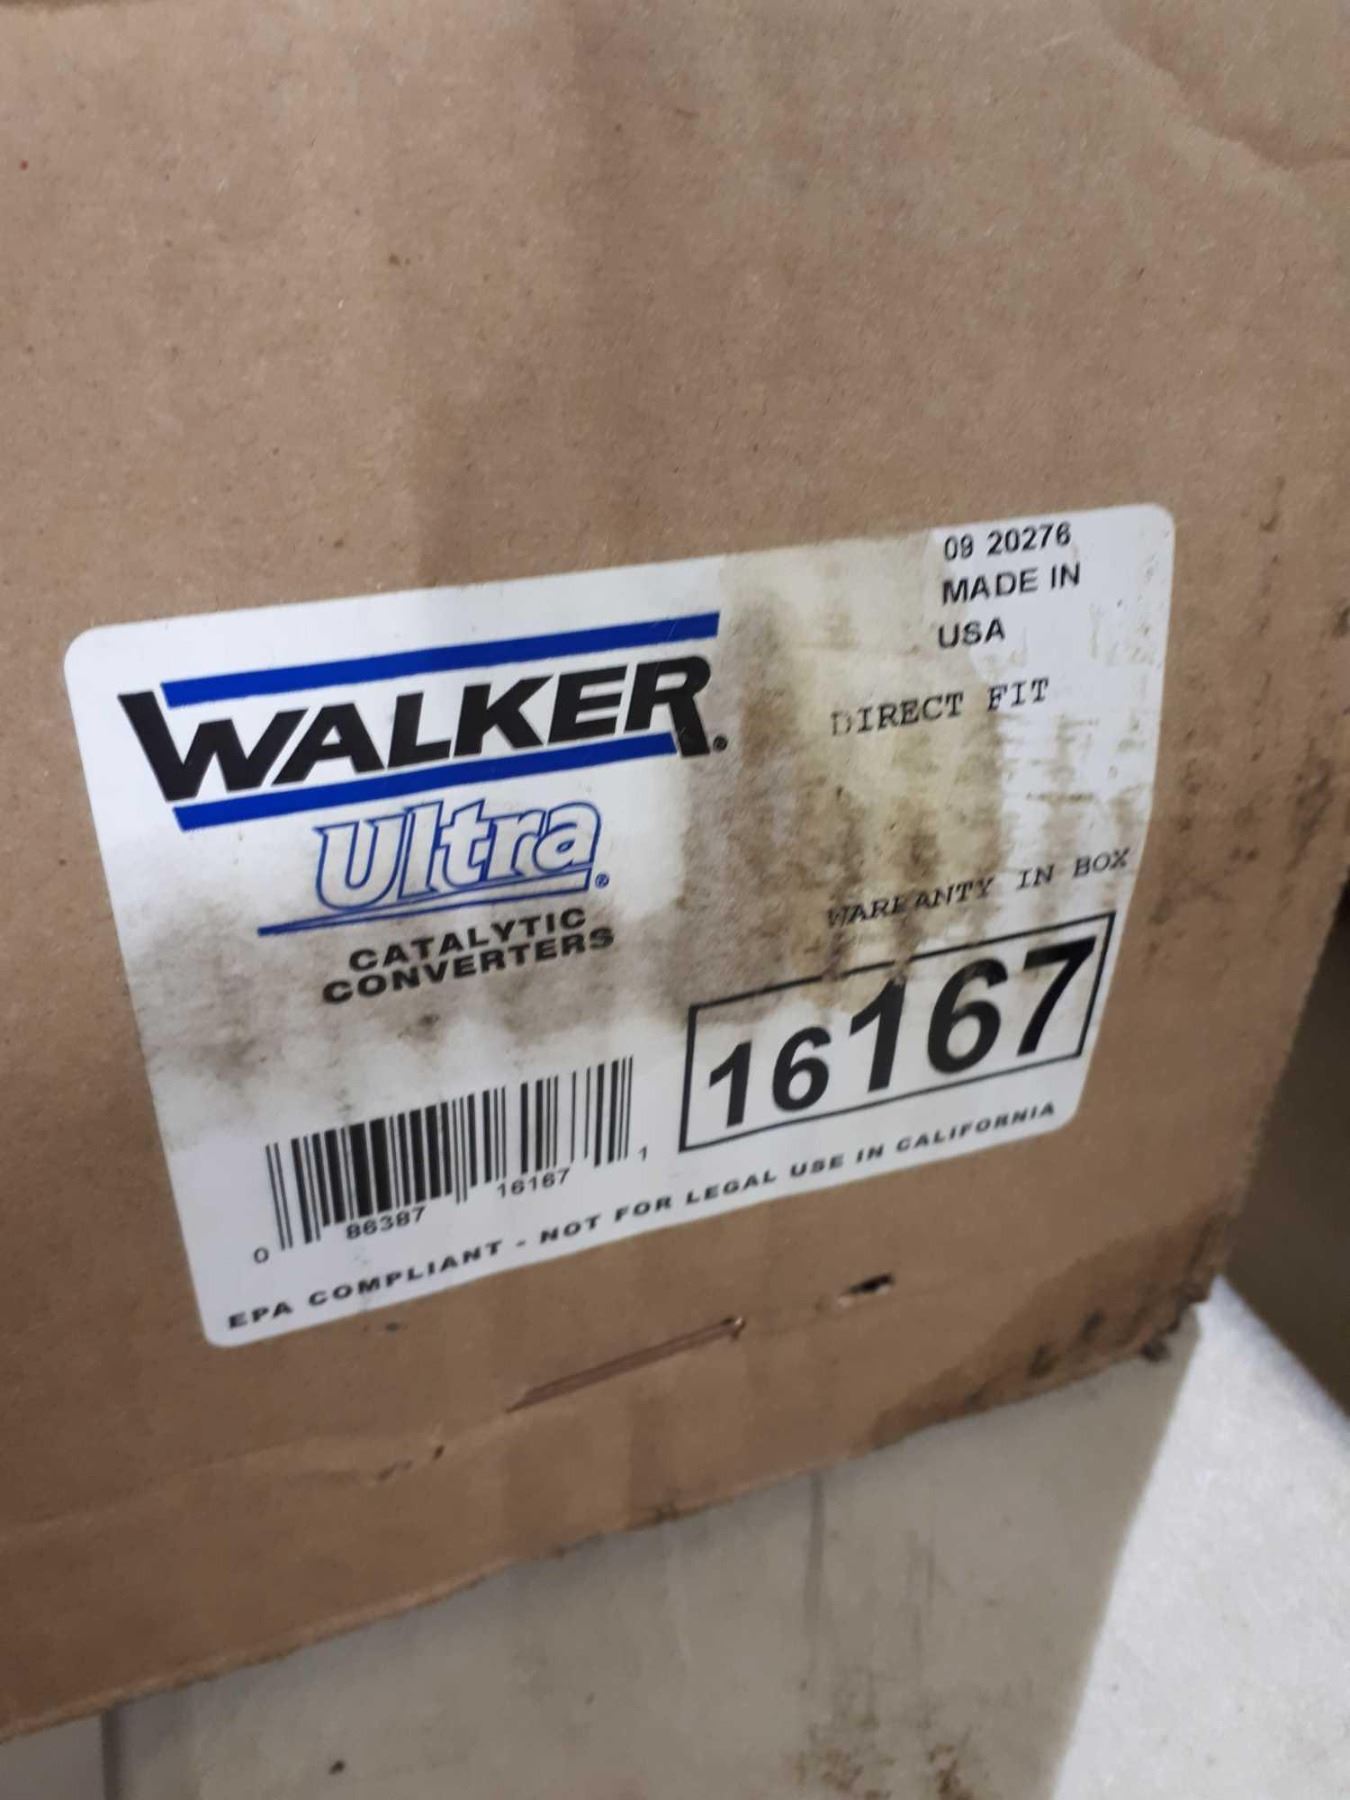 09 20276
MADE IN
USA
WALKER®
DIRECT FIT
Ultra®
CATALYTIC
CONVERTERS
WARRANTY IN BOX
16167
0 86387 16167 1
EPA COMPLIANT - NOT FOR LEGAL USE IN CALIFORNIA